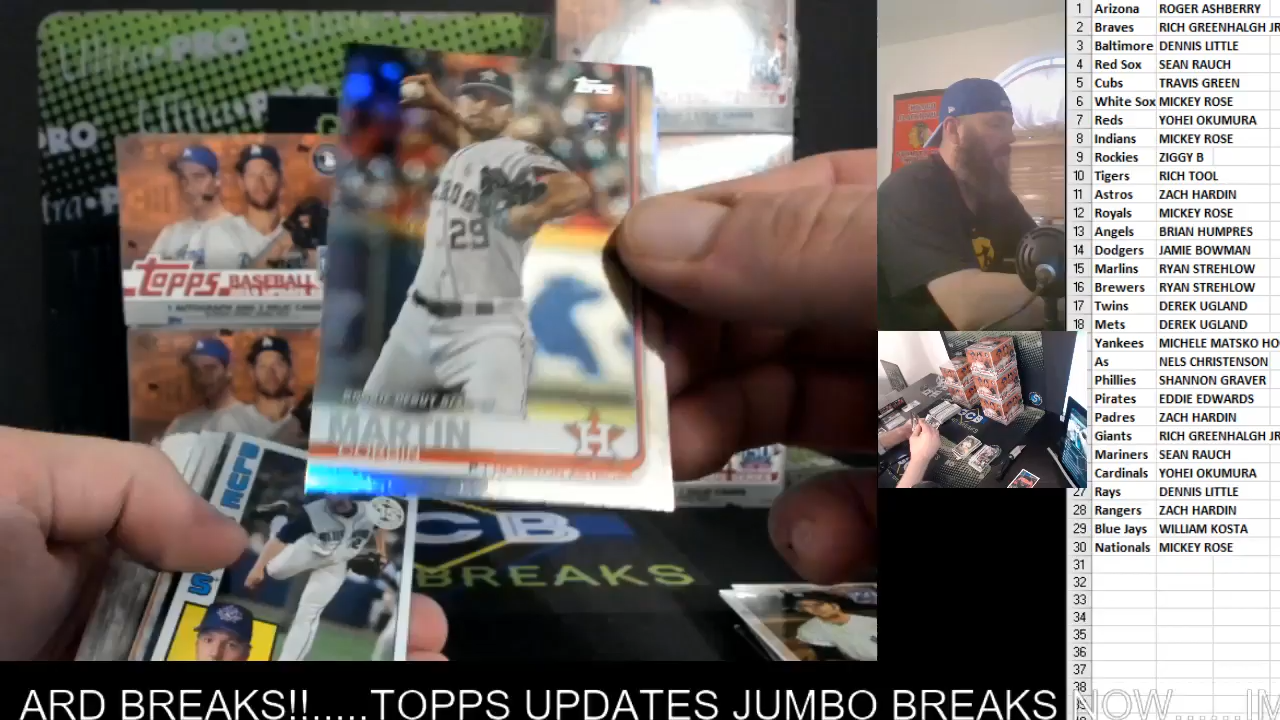 PRO
PRO
Topps
ROUS
29
ROOKIE DEBUT
MARTIN
CORBIN
H
Topps BASEBALL
CB
BREAKS
1 Arizona ROGER ASHBERRY
2 Braves RICH GREENHALGH JR
3 Baltimore DENNIS LITTLE
4 Red Sox SEAN RAUCH
5 Cubs TRAVIS GREEN
6 White Sox MICKEY ROSE
7 Reds YOHEI OKUMURA
8 Indians MICKEY ROSE
9 Rockies ZIGGY B
10 Tigers RICH TOOL
11 Astros ZACH HARDIN
12 Royals MICKEY ROSE
13 Angels BRIAN HUMPRES
14 Dodgers JAMIE BOWMAN
15 Marlins RYAN STREHLOW
16 Brewers RYAN STREHLOW
17 Twins DEREK UGLAND
18 Mets DEREK UGLAND
Yankees MICHELE MATSKO HO
As NELS CHRISTENSON
Phillies SHANNON GRAVER
Pirates EDDIE EDWARDS
Padres ZACH HARDIN
Giants RICH GREENHALGH JR
Mariners SEAN RAUCH
Cardinals YOHEI OKUMURA
27 Rays DENNIS LITTLE
28 Rangers ZACH HARDIN
29 Blue Jays WILLIAM KOSTA
30 Nationals MICKEY ROSE
31
32
33
34
35
36
37
38
ARD BREAKS!!..... TOPPS UPDATES JUMBO BREAKS NOW.......IM